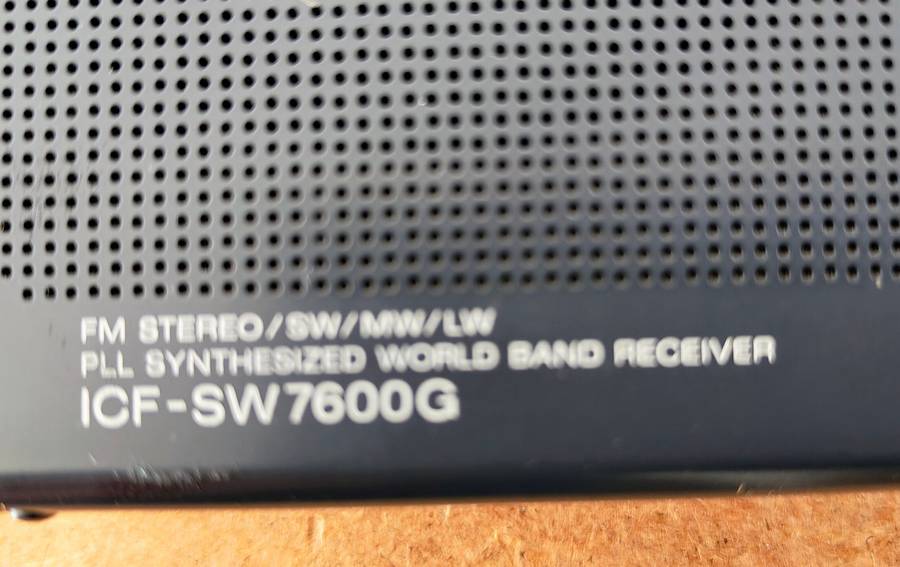 FM STEREO/SW/MW/LW
PLL SYNTHESIZED WORLD BAND RECEIVER
ICF-SW7600G